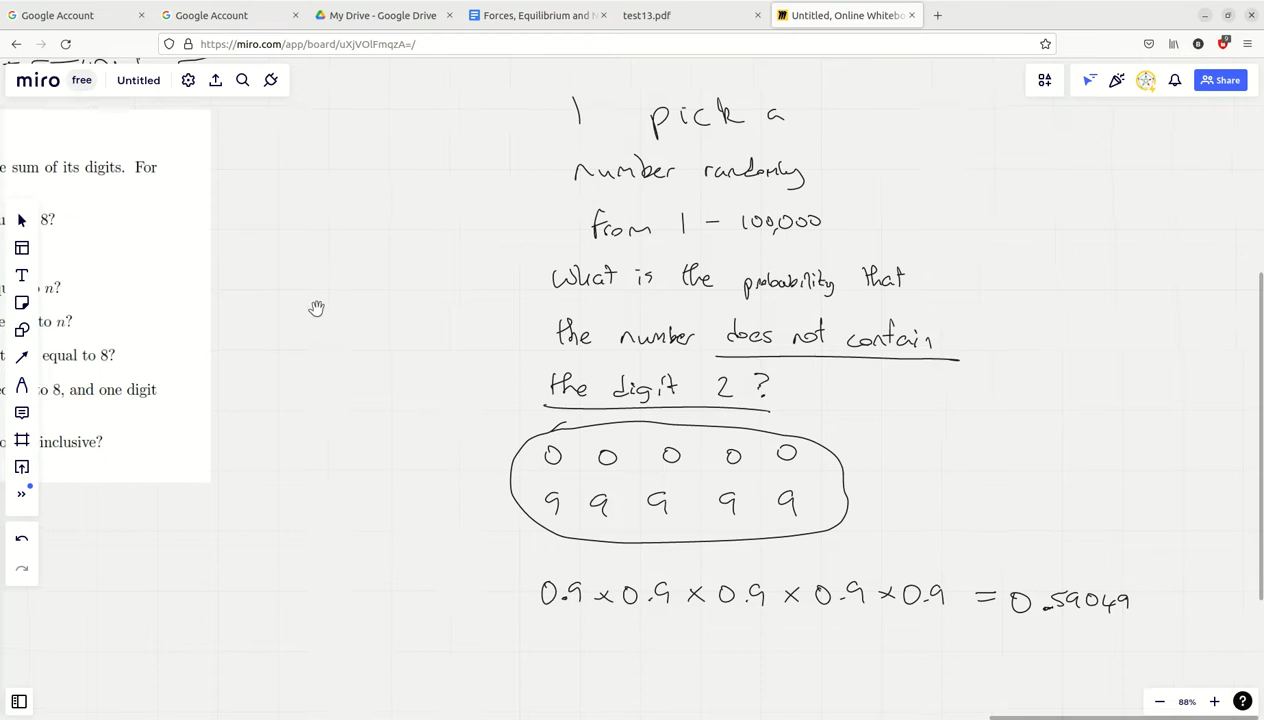 Google Account
Google Account
My Drive - Google Drive
Forces, Equilibrium and N
test13.pdf
Untitled, Online Whitebo
https://miro.com/app/board/uXjVOlFmqzA=/
miro free Untitled
Share
e sum of its digits. For
8?
n?
to n?
equal to 8?
to 8, and one digit
inclusive?
I pick a
number randomly
from 1 - 100,000
What is the probability that
the number does not contain
the digit 2?
0 0 0 0 0
9 9 9 9 9
0.9 × 0.9 × 0.9 × 0.9 × 0.9 = 0.59049
88%